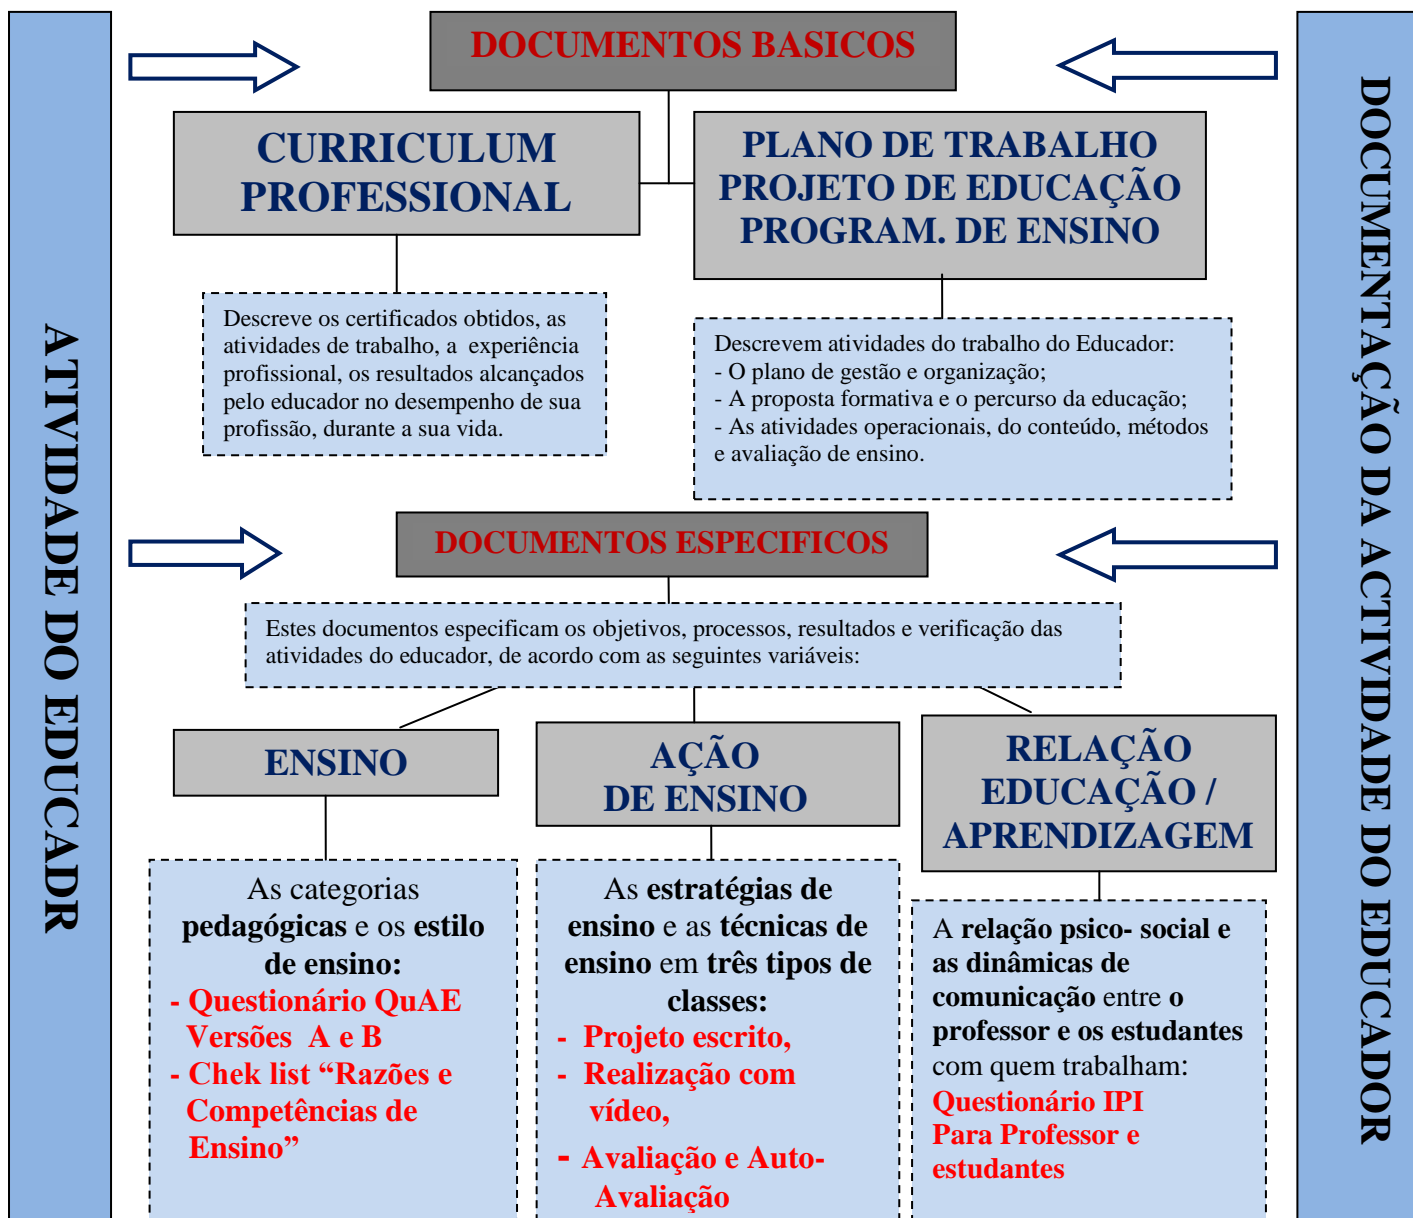 DOCUMENTOS BASICOS
CURRICULUM
PROFESSIONAL
PLANO DE TRABALHO
PROJETO DE EDUCAÇÃO
PROGRAM. DE ENSINO
Descreve os certificados obtidos, as
atividades de trabalho, a experiência
profissional, os resultados alcançados
pelo educador no desempenho de sua
profissão, durante a sua vida.
Descrevem atividades do trabalho do Educador:
- O plano de gestão e organização;
- A proposta formativa e o percurso da educação;
- As atividades operacionais, do conteúdo, métodos
e avaliação de ensino.
ATIVIDADE DO EDUCADR
DOCUMENTAÇÃO DA ACTIVIDADE DO EDUCADOR
DOCUMENTOS ESPECIFICOS
Estes documentos especificam os objetivos, processos, resultados e verificação das
atividades do educador, de acordo com as seguintes variáveis:
ENSINO
AÇÃO
DE ENSINO
RELAÇÃO
EDUCAÇÃO /
APRENDIZAGEM
As categorias
pedagógicas e os estilo
de ensino:
- Questionário QuAE
Versões A e B
- Chek list “Razões e
Competências de
Ensino”
As estratégias de
ensino e as técnicas de
ensino em três tipos de
classes:
- Projeto escrito,
- Realização com
vídeo,
- Avaliação e Auto-
Avaliação
A relação psico- social e
as dinâmicas de
comunicação entre o
professor e os estudantes
com quem trabalham:
Questionário IPI
Para Professor e
estudantes